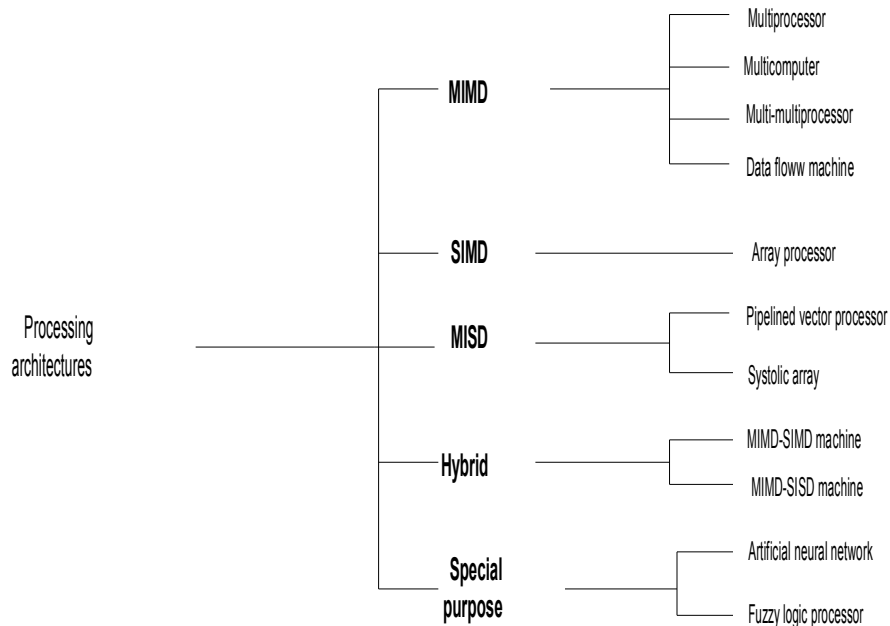 Processing
architectures
MIMD
Multiprocessor
Multicomputer
Multi-multiprocessor
Data floww machine
SIMD
Array processor
MISD
Pipelined vector processor
Systolic array
Hybrid
MIMD-SIMD machine
MIMD-SISD machine
Special
purpose
Artificial neural network
Fuzzy logic processor